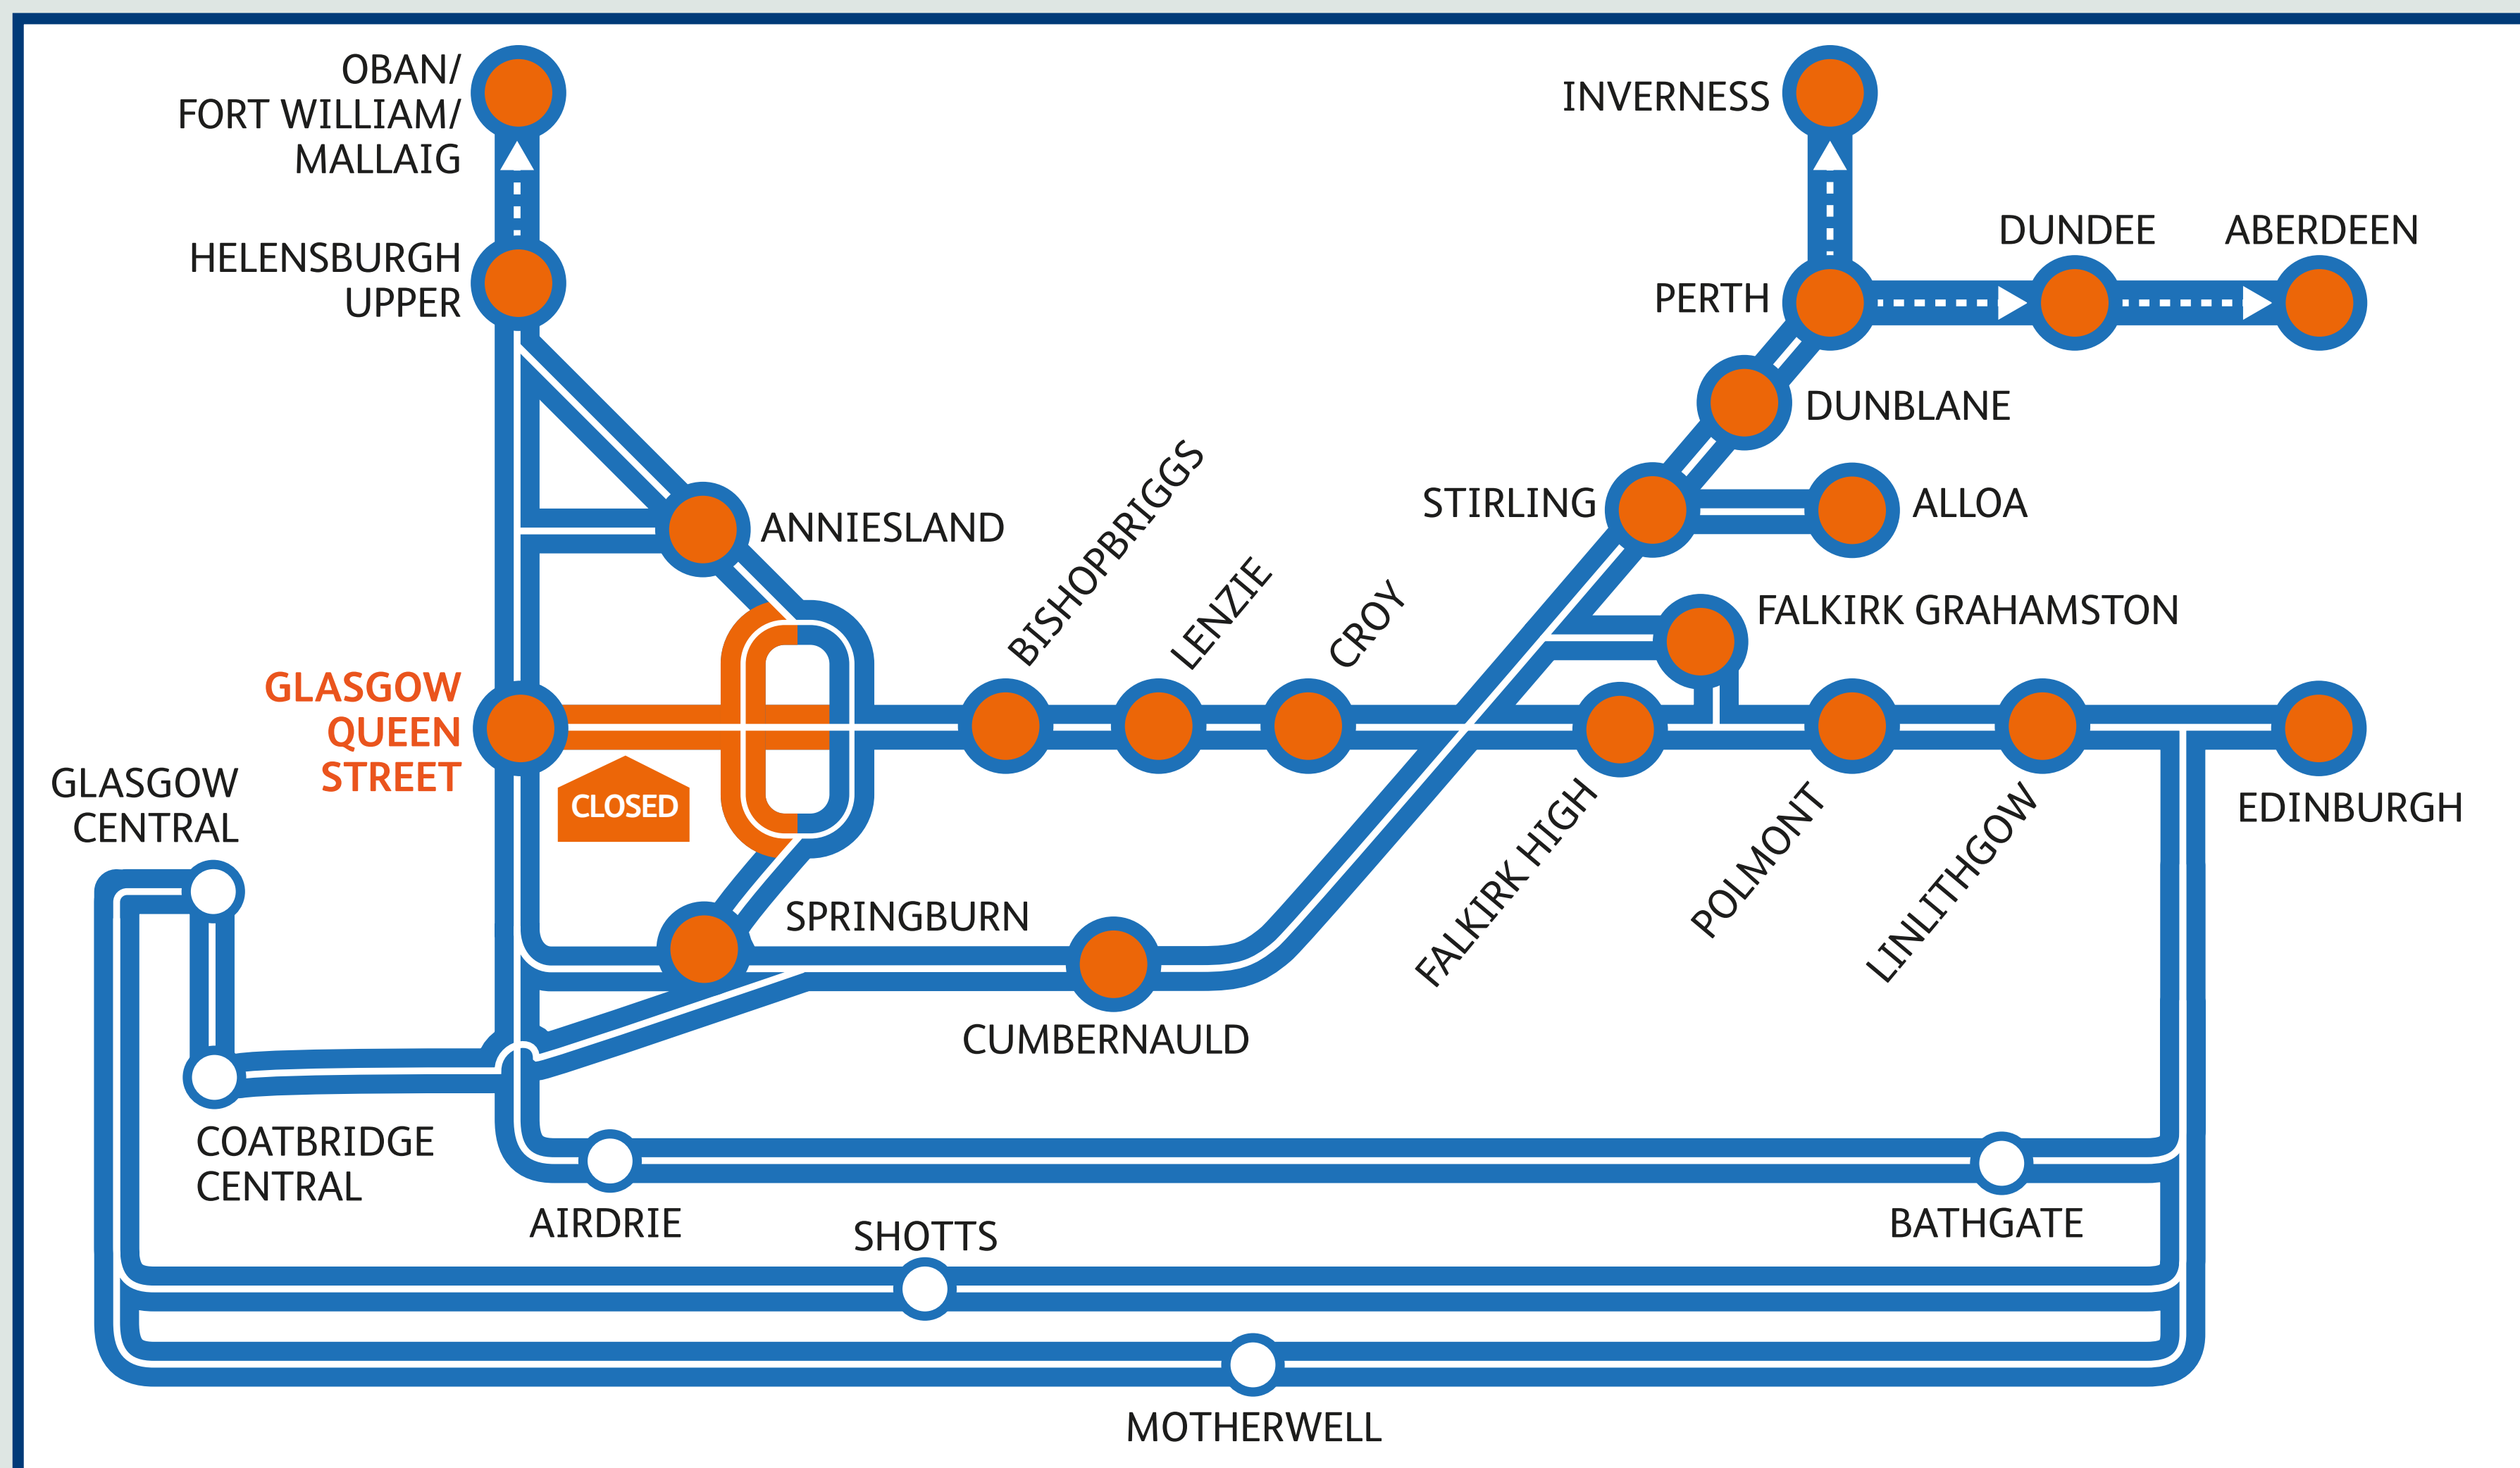 OBAN/
FORT WILLIAM/
MALLAIG
INVERNESS
HELENSBURGH
UPPER
DUNDEE
ABERDEEN
PERTH
DUNBLANE
ANNIESLAND
BISHOPBRIGGS
LENZIE
CROY
STIRLING
ALLOA
FALKIRK GRAHAMSTON
GLASGOW
QUEEN
STREET
CLOSED
GLASGOW
CENTRAL
FALKIRK HIGH
POLMONT
LINLITHGOW
EDINBURGH
SPRINGBURN
CUMBERNAULD
COATBRIDGE
CENTRAL
AIRDRIE
SHOTTS
BATHGATE
MOTHERWELL